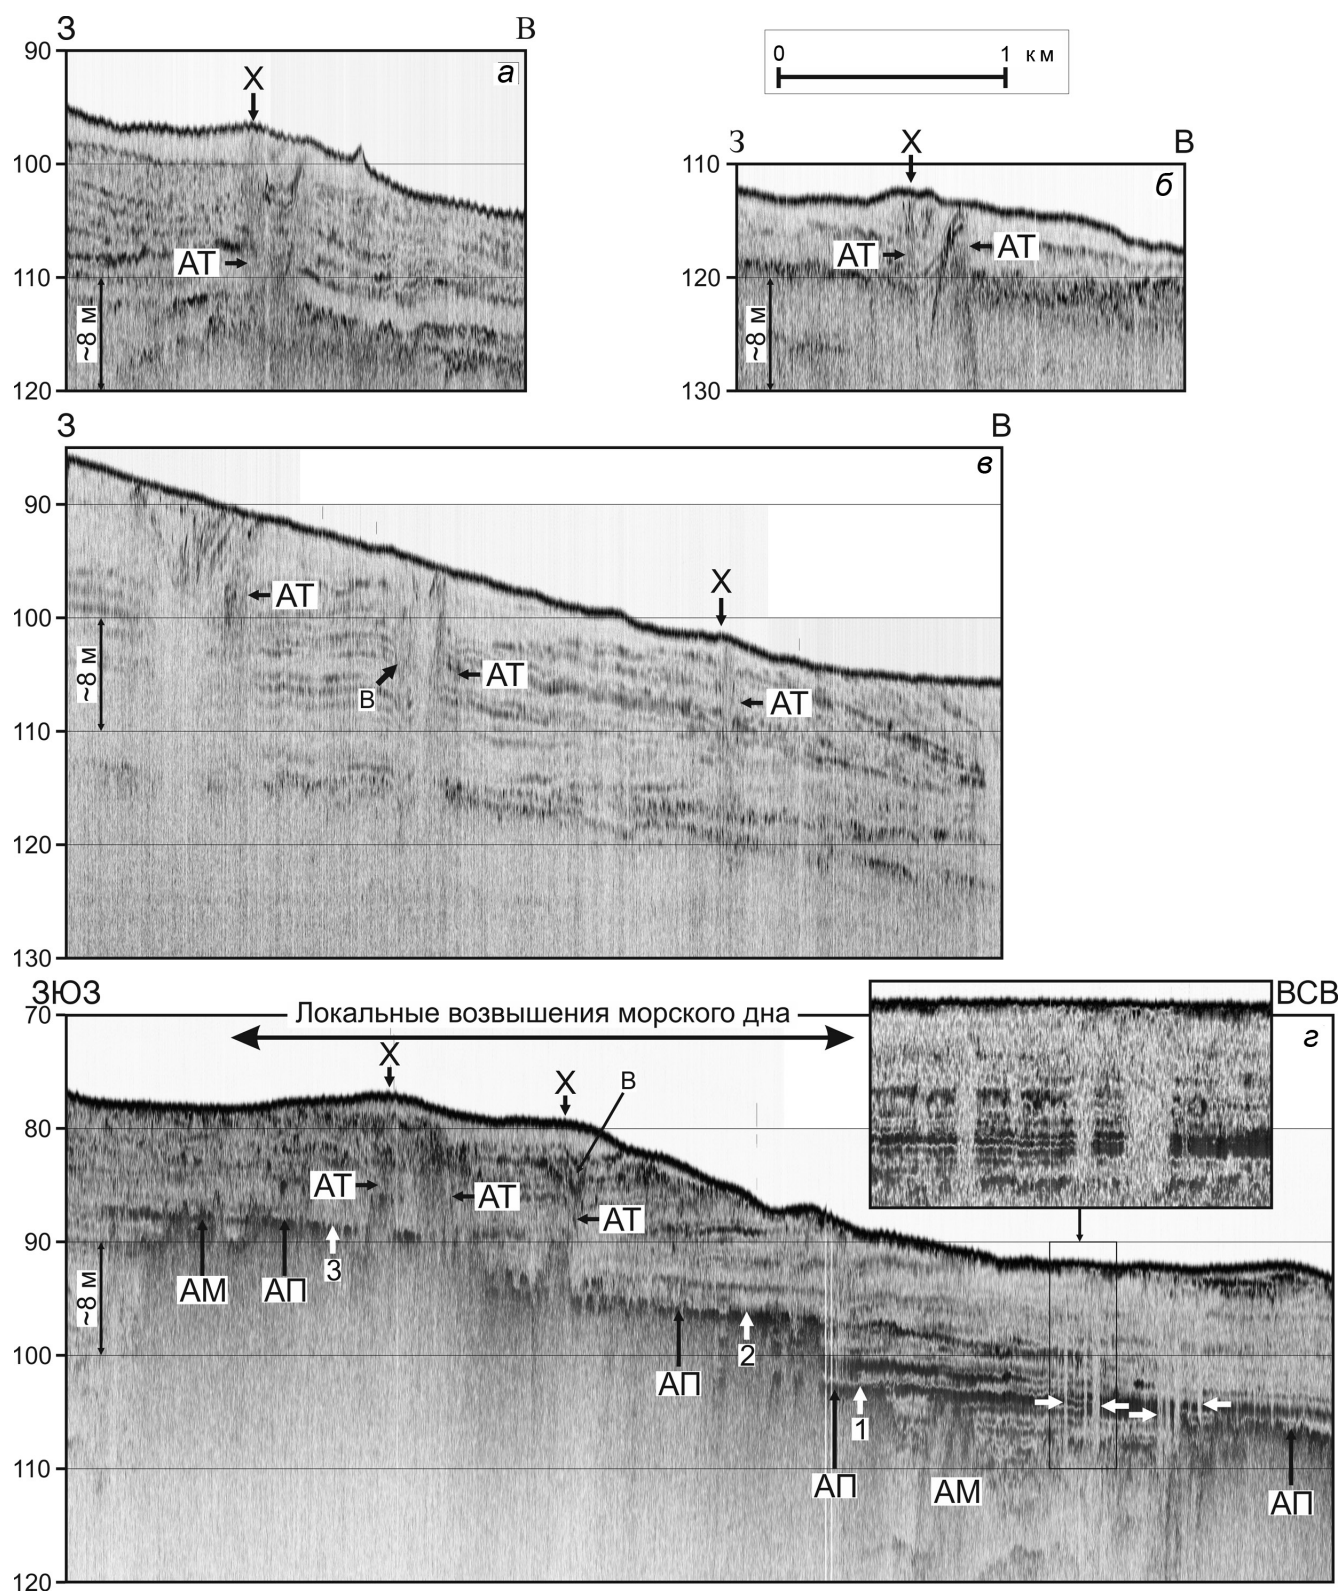 З В
90
100
110
120
а
Х
АТ
~8 м
0 1 км
З В
110
120
130
б
Х
АТ
АТ
~8 м
З В
90
100
110
120
130
в
Х
АТ
В
АТ
АТ
~8 м
ЗЮЗ ВСВ
70
80
90
100
110
120
г
Локальные возвышения морского дна
Х
Х
В
АТ
АТ
АТ
АМ
АП
3
~8 м
АП
2
1
АП
АМ
АП